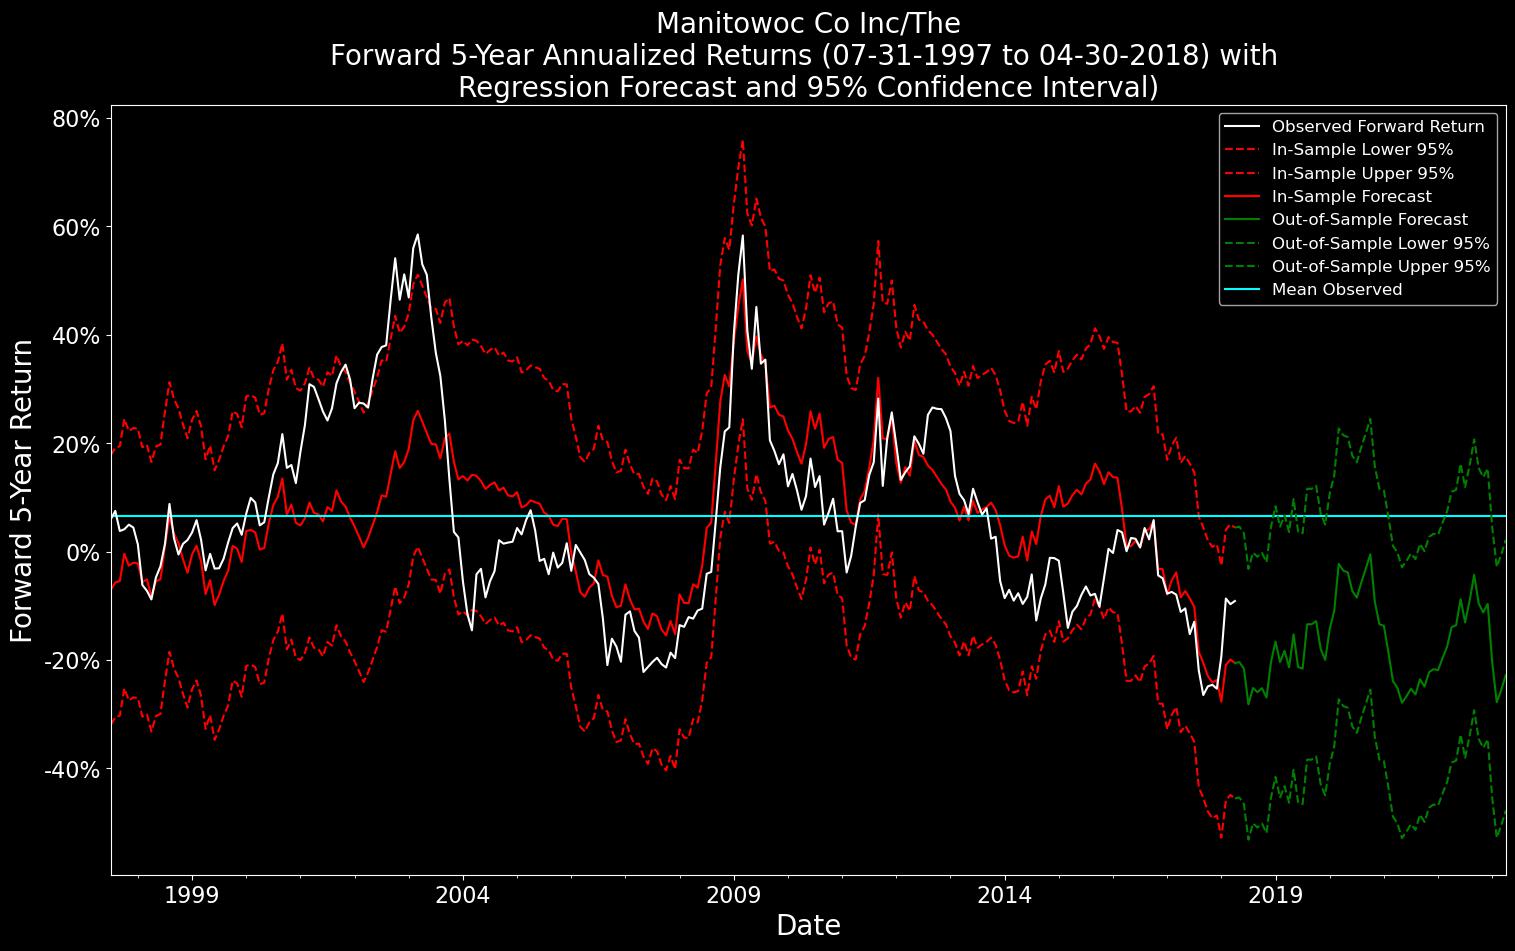 Manitowoc Co Inc/The
Forward 5-Year Annualized Returns (07-31-1997 to 04-30-2018) with
Regression Forecast and 95% Confidence Interval)
Forward 5-Year Return
80%
60%
40%
20%
0%
-20%
-40%
Observed Forward Return
In-Sample Lower 95%
In-Sample Upper 95%
In-Sample Forecast
Out-of-Sample Forecast
Out-of-Sample Lower 95%
Out-of-Sample Upper 95%
Mean Observed
1999 2004 2009 2014 2019
Date